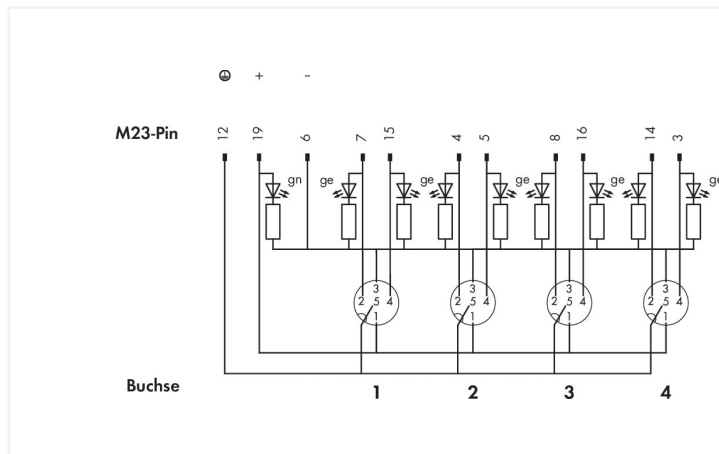 + −
M23-Pin 12 19 6 7 15 4 5 8 16 14 3
gn ge ge ge ge ge ge ge
3 3 3 3
2 5 4 2 5 4 2 5 4 2 5 4
1 1 1 1
Buchse 1 2 3 4